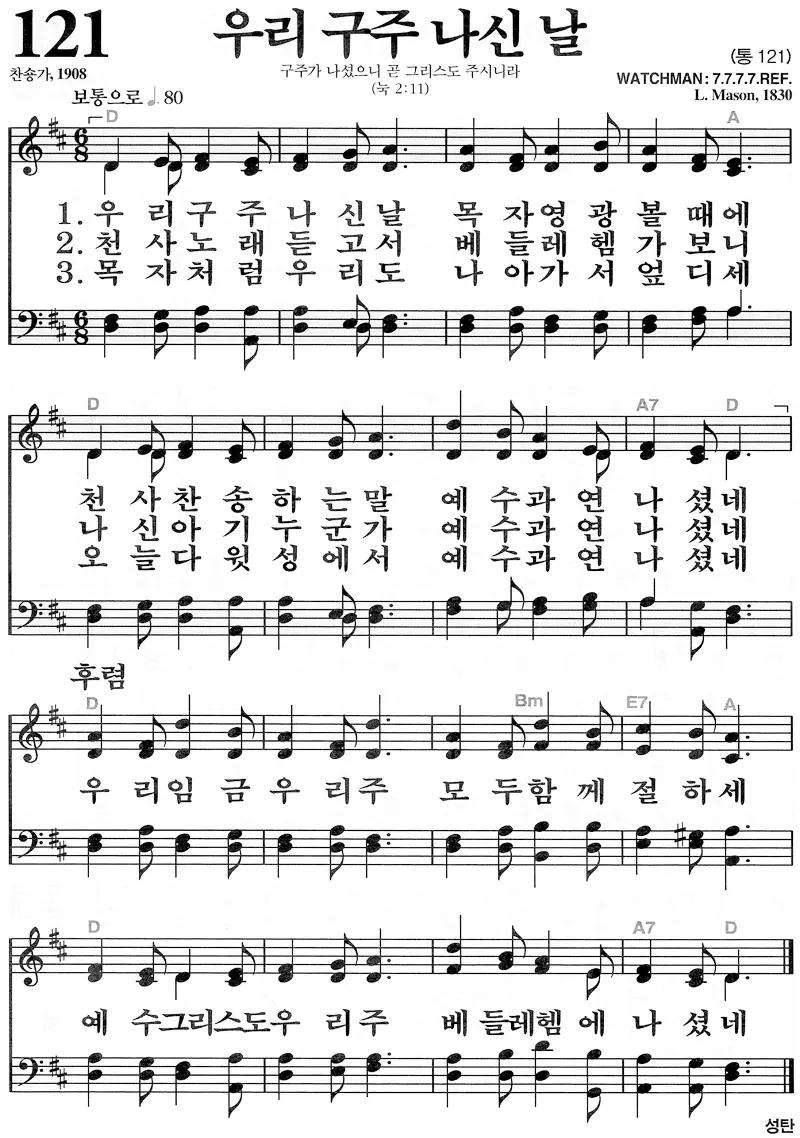 121
우리 구주 나신 날
(통 121)
찬송가, 1908
구주가 나셨으니 곧 그리스도 주시니라
(눅 2:11)
WATCHMAN : 7.7.7.7.REF.
L. Mason, 1830
보통으로 ♩. 80
D A
6 8
1. 우 리 구 주 나 신 날 목 자 영 광 볼 때 에
2. 천 사 노 래 듣 고 서 베 들 레 헴 가 보 니
3. 목 자 처 럼 우 리 도 나 아 가 서 엎 디 세
6 8
D A7 D
천 사 찬 송 하 는 말 예 수 과 연 나 셨 네
나 신 아 기 누 군 가 예 수 과 연 나 셨 네
오 늘 다 윗 성 에 서 예 수 과 연 나 셨 네
후렴
D Bm E7 A
우 리 임 금 우 리 주 모 두 함 께 절 하 세
D A7 D
예 수 그 리 스 도 우 리 주 베 들 레 헴 에 나 셨 네
성탄